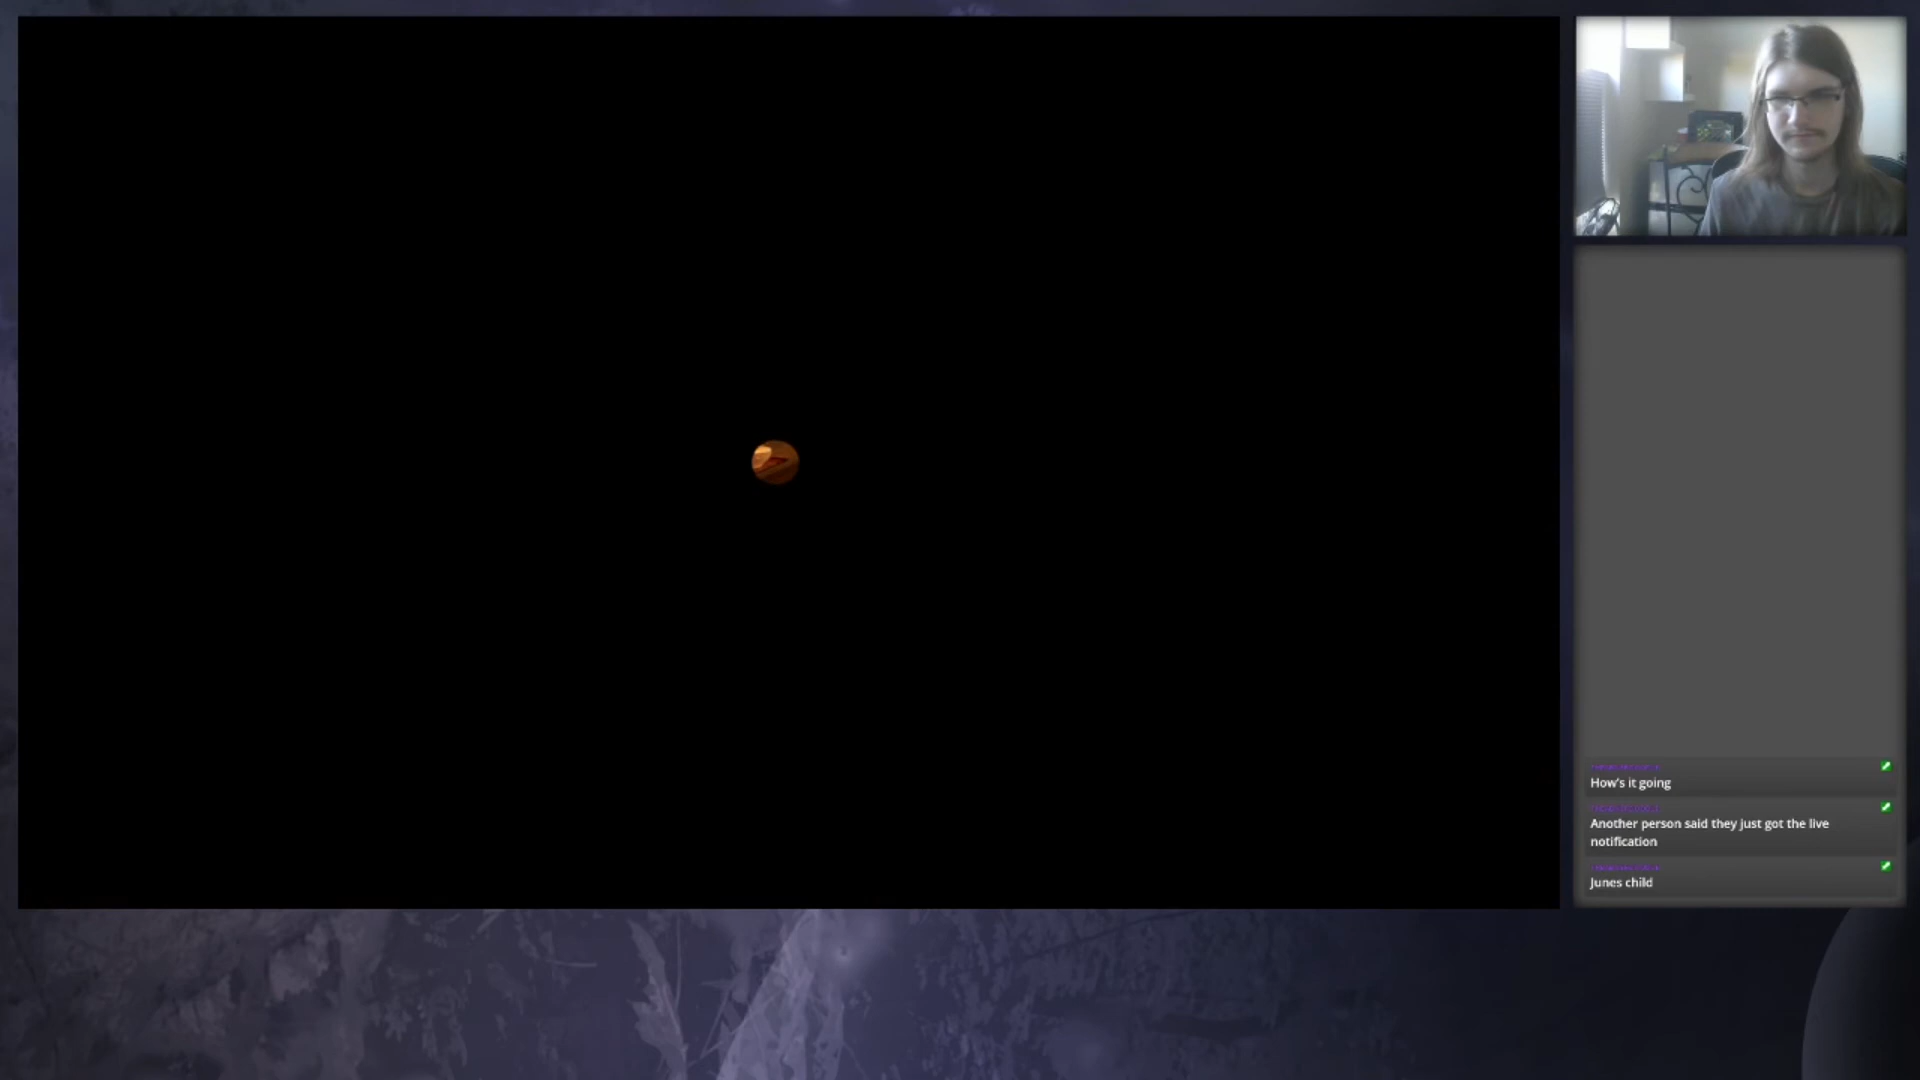 How's it going
Another person said they just got the live
notification
Junes child